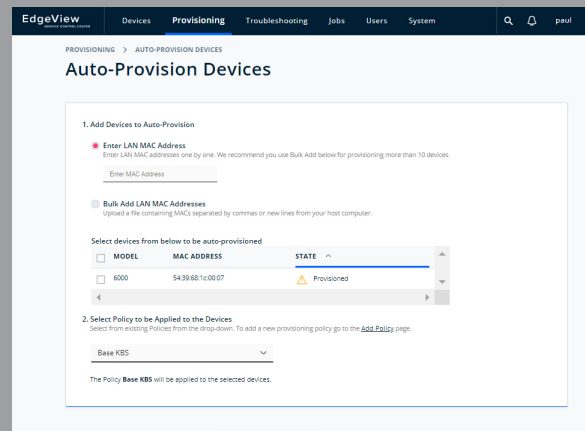 EdgeView
SERVICE CONTROL CENTER
Devices Provisioning Troubleshooting Jobs Users System paul
PROVISIONING > AUTO-PROVISION DEVICES
Auto-Provision Devices
1. Add Devices to Auto-Provision
Enter LAN MAC Address
Enter LAN MAC addresses one by one. We recommend you use Bulk Add below for provisioning more than 10 devices.
Enter MAC Address
Bulk Add LAN MAC Addresses
Upload a file containing MACs separated by commas or new lines from your host computer.
Select devices from below to be auto-provisioned
MODEL MAC ADDRESS STATE
6000 54:39:68:1c:00:07 Provisioned
2. Select Policy to be Applied to the Devices
Select from existing Policies from the drop-down. To add a new provisioning policy go to the Add Policy page.
Base KBS
The Policy Base KBS will be applied to the selected devices.